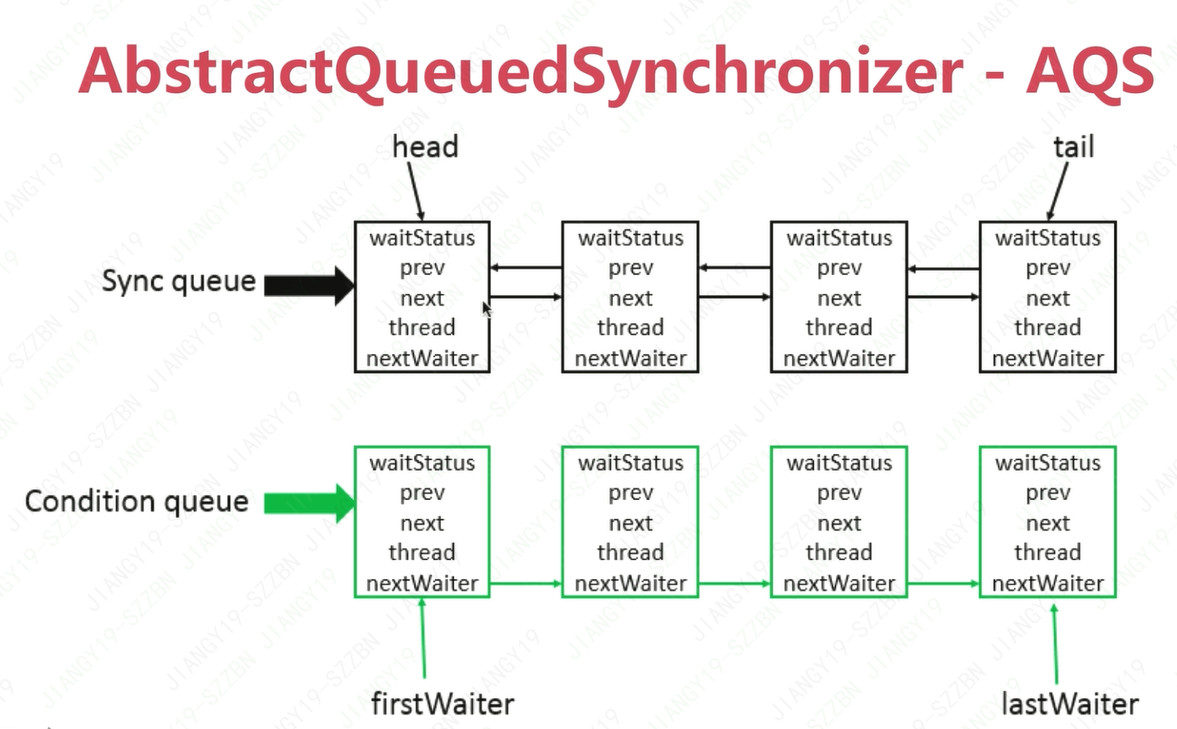 AbstractQueuedSynchronizer - AQS
head
tail
Sync queue
waitStatus
prev
next
thread
nextWaiter
waitStatus
prev
next
thread
nextWaiter
waitStatus
prev
next
thread
nextWaiter
waitStatus
prev
next
thread
nextWaiter
Condition queue
waitStatus
prev
next
thread
nextWaiter
waitStatus
prev
next
thread
nextWaiter
waitStatus
prev
next
thread
nextWaiter
waitStatus
prev
next
thread
nextWaiter
firstWaiter
lastWaiter
JIANGY19-SZZBN JIANGY19